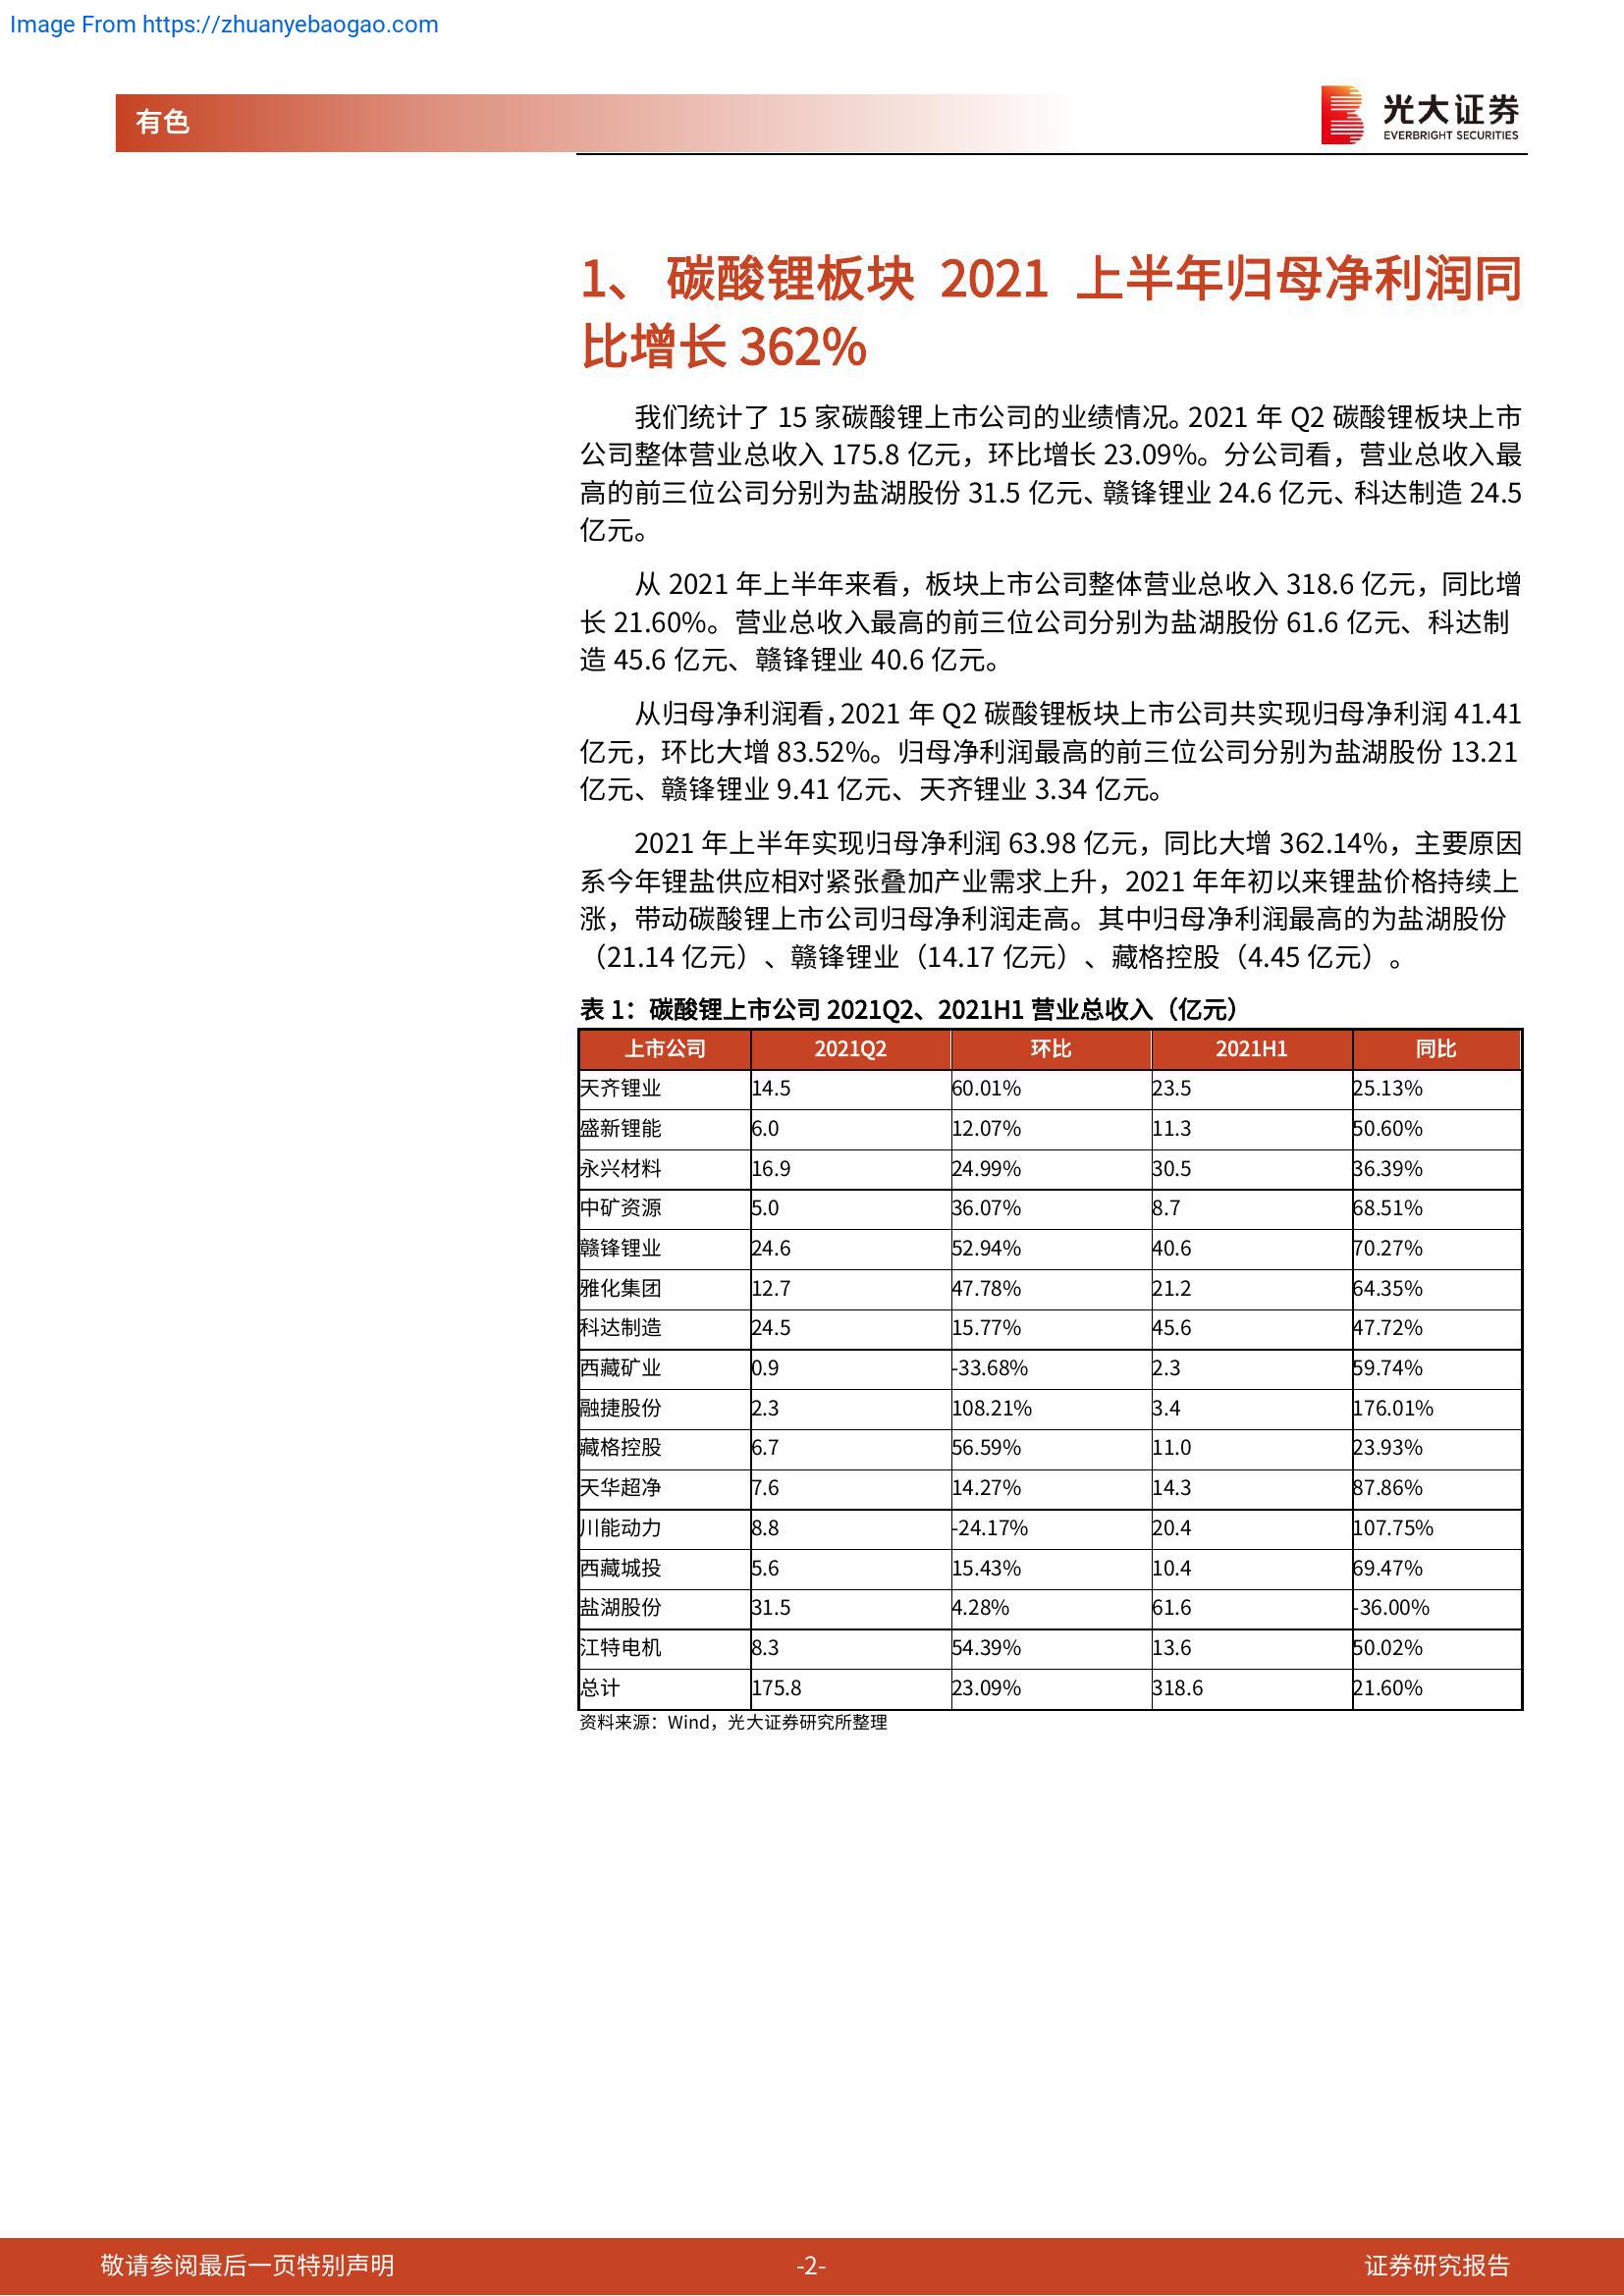 Image From https://zhuanyebaogao.com
有色
光大证券
EVERBRIGHT SECURITIES
1、 碳酸锂板块 2021 上半年归母净利润同
比增长 362%
我们统计了 15 家碳酸锂上市公司的业绩情况。2021 年 Q2 碳酸锂板块上市
公司整体营业总收入 175.8 亿元，环比增长 23.09%。分公司看，营业总收入最
高的前三位公司分别为盐湖股份 31.5 亿元、赣锋锂业 24.6 亿元、科达制造 24.5
亿元。
从 2021 年上半年来看，板块上市公司整体营业总收入 318.6 亿元，同比增
长 21.60%。营业总收入最高的前三位公司分别为盐湖股份 61.6 亿元、科达制
造 45.6 亿元、赣锋锂业 40.6 亿元。
从归母净利润看，2021 年 Q2 碳酸锂板块上市公司共实现归母净利润 41.41
亿元，环比大增 83.52%。归母净利润最高的前三位公司分别为盐湖股份 13.21
亿元、赣锋锂业 9.41 亿元、天齐锂业 3.34 亿元。
2021 年上半年实现归母净利润 63.98 亿元，同比大增 362.14%，主要原因
系今年锂盐供应相对紧张叠加产业需求上升，2021 年年初以来锂盐价格持续上
涨，带动碳酸锂上市公司归母净利润走高。其中归母净利润最高的为盐湖股份
（21.14 亿元）、赣锋锂业（14.17 亿元）、藏格控股（4.45 亿元）。
表 1：碳酸锂上市公司 2021Q2、2021H1 营业总收入（亿元）
上市公司 2021Q2 环比 2021H1 同比
天齐锂业 14.5 60.01% 23.5 25.13%
盛新锂能 6.0 12.07% 11.3 50.60%
永兴材料 16.9 24.99% 30.5 36.39%
中矿资源 5.0 36.07% 8.7 68.51%
赣锋锂业 24.6 52.94% 40.6 70.27%
雅化集团 12.7 47.78% 21.2 64.35%
科达制造 24.5 15.77% 45.6 47.72%
西藏矿业 0.9 -33.68% 2.3 59.74%
融捷股份 2.3 108.21% 3.4 176.01%
藏格控股 6.7 56.59% 11.0 23.93%
天华超净 7.6 14.27% 14.3 87.86%
川能动力 8.8 -24.17% 20.4 107.75%
西藏城投 5.6 15.43% 10.4 69.47%
盐湖股份 31.5 4.28% 61.6 -36.00%
江特电机 8.3 54.39% 13.6 50.02%
总计 175.8 23.09% 318.6 21.60%
资料来源：Wind，光大证券研究所整理
敬请参阅最后一页特别声明 -2- 证券研究报告